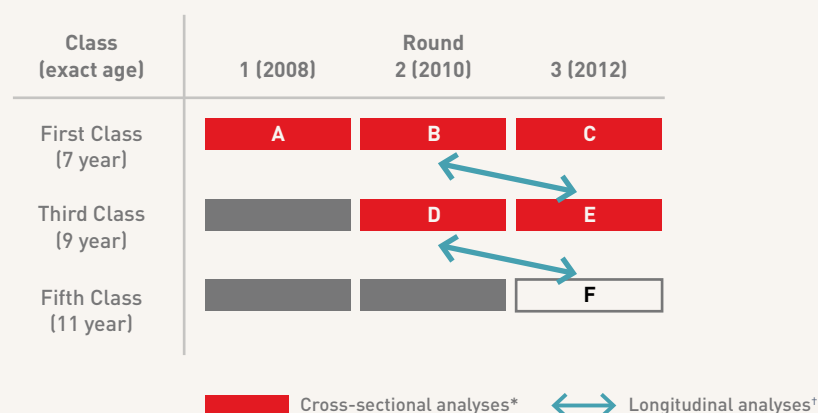 Class
(exact age)
Round
1 (2008)
2 (2010)
3 (2012)
First Class
(7 year)
A
B
C
Third Class
(9 year)
D
E
Fifth Class
(11 year)
F
Cross-sectional analyses*
Longitudinal analyses†